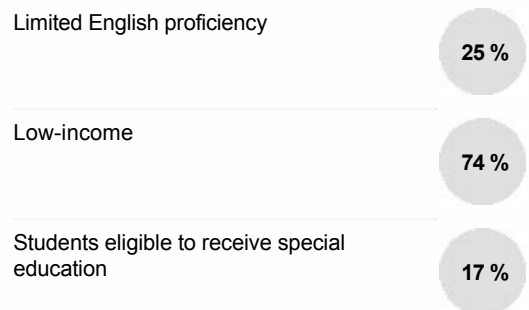 Limited English proficiency
25 %
Low-income
74 %
Students eligible to receive special
education
17 %